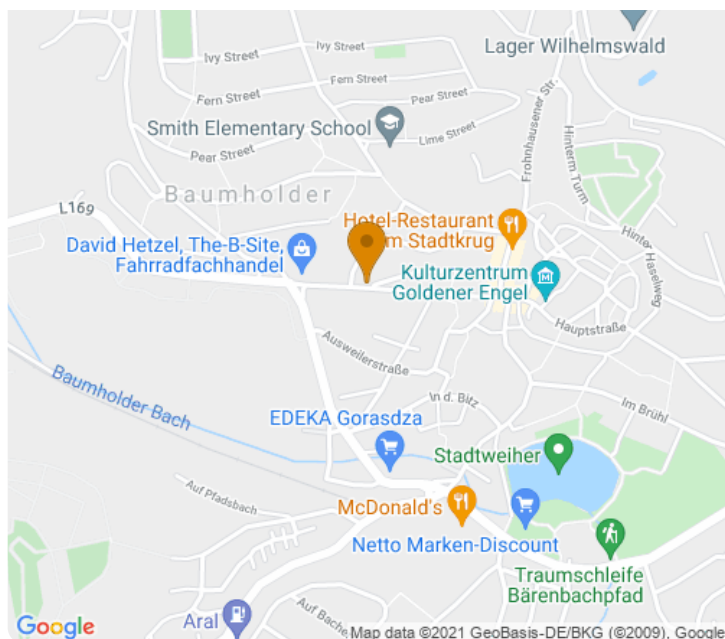 Ivy Street
Ivy Street
Lager Wilhelmswald
Fern Street
Fern Street
Pear Street
Frohnhausener Str.
Smith Elementary School
Lime Street
Hinterm Turm
Pear Street
Baumholder
L169
Hotel-Restaurant
m Stadtkrug
Hinter Haselweg
David Hetzel, The-B-Site,
Fahrradfachhandel
Kulturzentrum
Goldener Engel
Hauptstraße
Ausweilerstraße
Baumholder Bach
In d. Bitz
Im Brühl
EDEKA Gorasdza
Stadtweiher
Auf Pfadsbach
McDonald's
Netto Marken-Discount
Traumschleife
Bärenbachpfad
Aral
Auf Bache
Google
Map data ©2021 GeoBasis-DE/BKG (©2009), Google